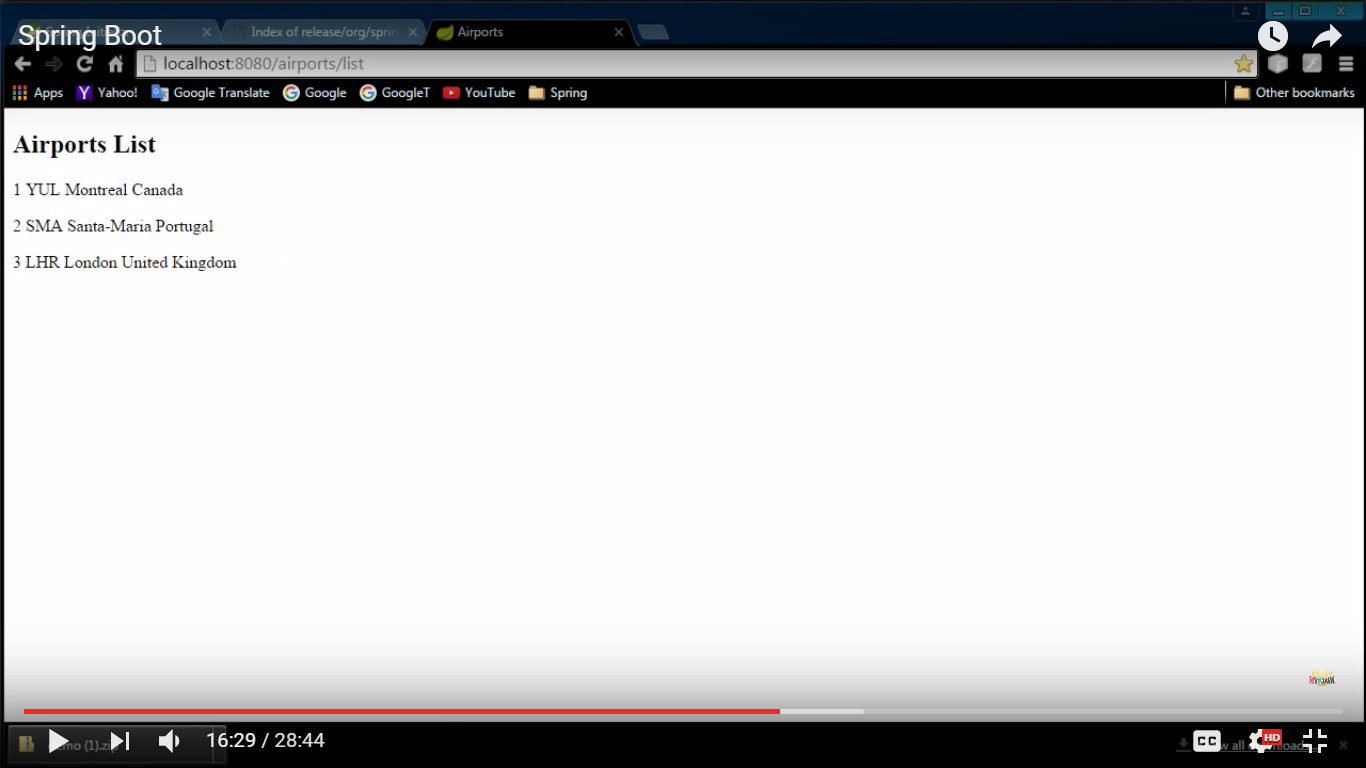 Spring Boot
Index of release/org/sprin
Airports
localhost:8080/airports/list
Apps
Yahoo!
Google Translate
Google
GoogleT
YouTube
Spring
Other bookmarks
Airports List
1 YUL Montreal Canada
2 SMA Santa-Maria Portugal
3 LHR London United Kingdom
16:29 / 28:44
CC
HD